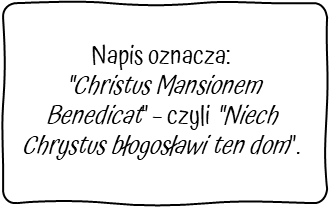 Napis oznacza:
"Christus Mansionem
Benedicat" – czyli "Niech
Chrystus błogosławi ten dom".